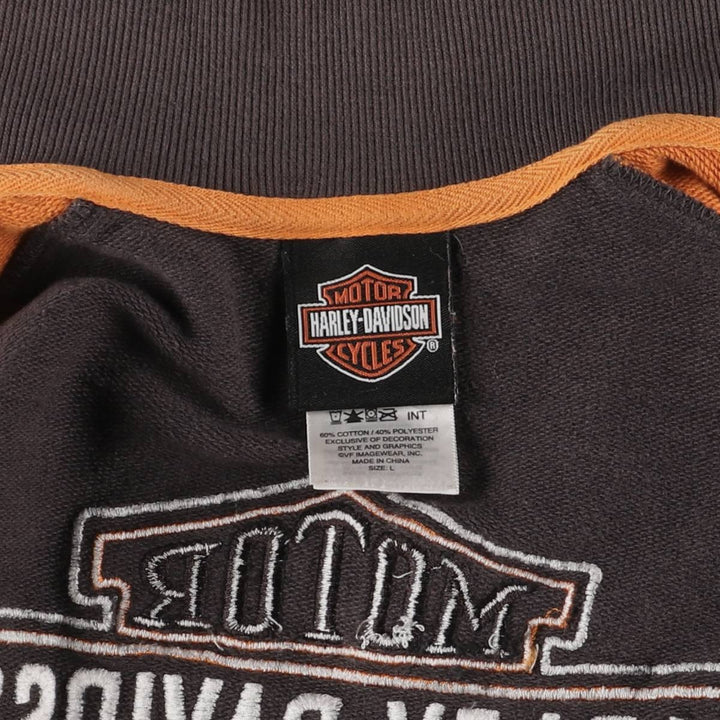 MOTOR
HARLEY-DAVIDSON
CYCLES
®
INT
60% COTTON / 40% POLYESTER
EXCLUSIVE OF DECORATION
STYLE AND GRAPHICS
©VF IMAGEWEAR, INC.
MADE IN CHINA
SIZE: L
MOTOR